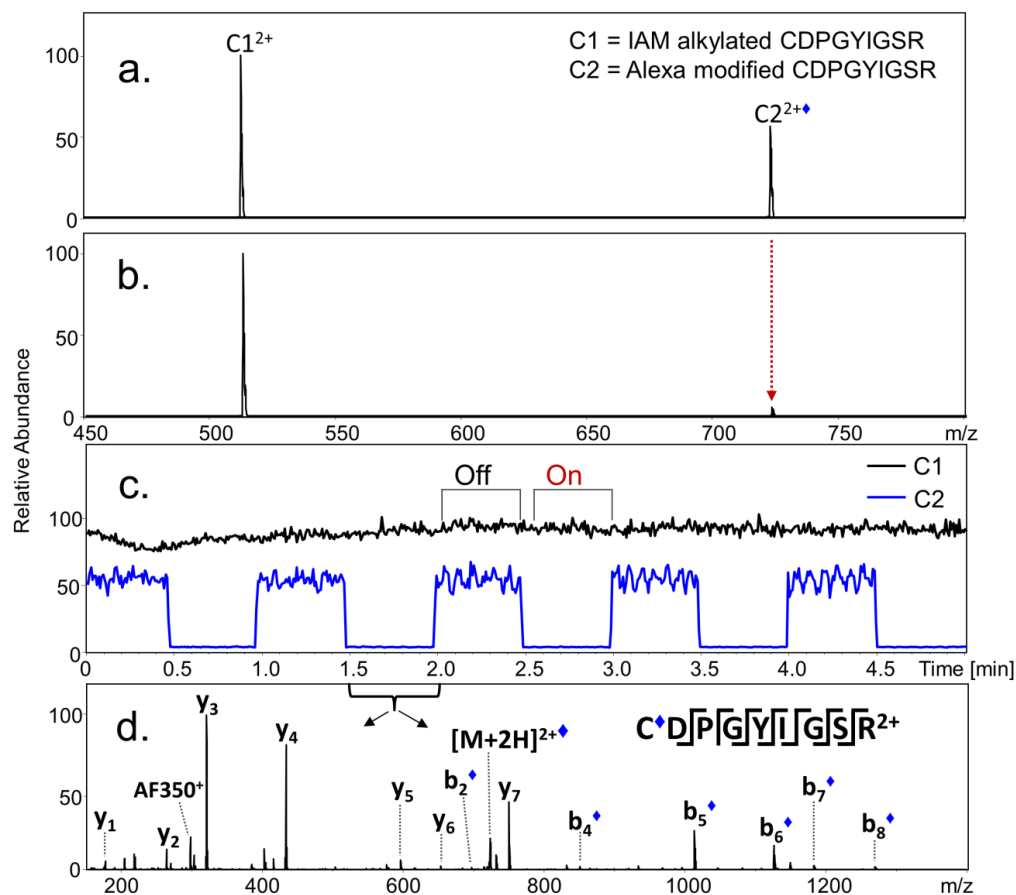 100
50
0
a.
C1²⁺
C2²⁺♦
C1 = IAM alkylated CDPGYIGSR
C2 = Alexa modified CDPGYIGSR
100
50
0
b.
450 500 550 600 650 700 750 m/z
Relative Abundance
c.
Off On
C1
C2
100
50
0
0 0.5 1.0 1.5 2.0 2.5 3.0 3.5 4.0 4.5 Time [min]
d.
100
50
0
y₁
y₂
AF350⁺
y₃
y₄
y₅
y₆
b₂♦
[M+2H]²⁺♦
y₇
b₄♦
b₅♦
b₆♦
b₇♦
b₈♦
C♦DPGYIGSR²⁺
200 400 600 800 1000 1200 m/z